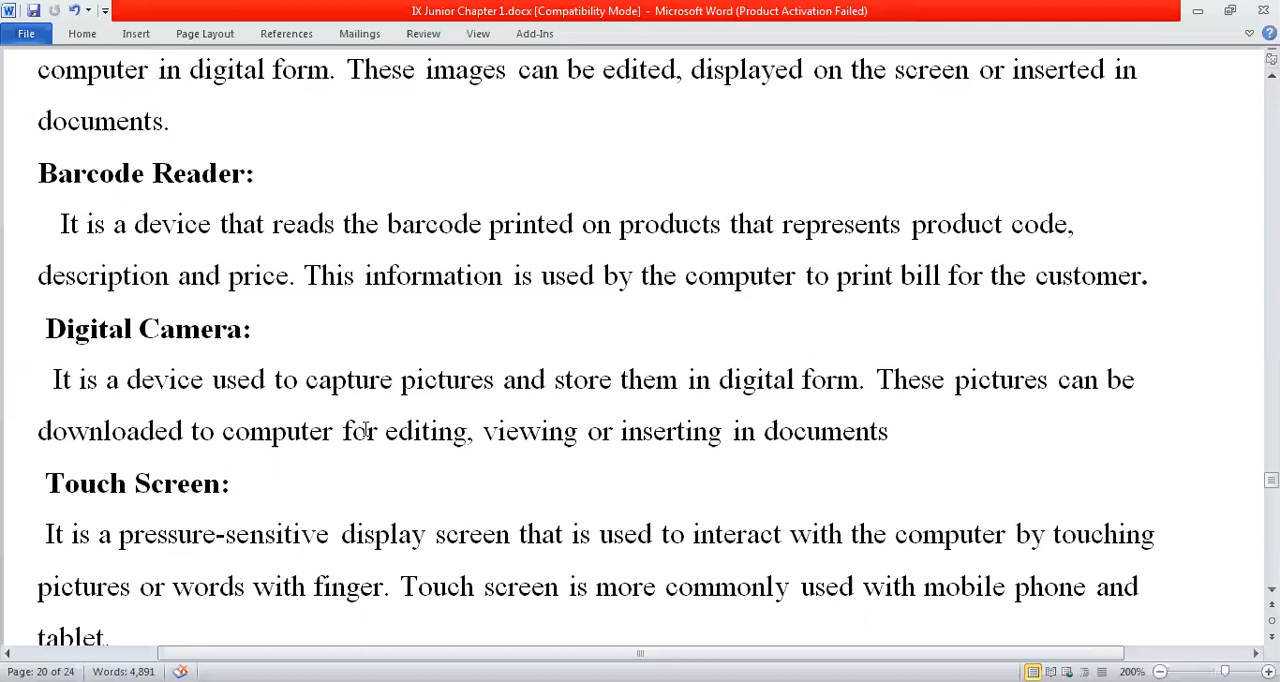 IX Junior Chapter 1.docx [Compatibility Mode] - Microsoft Word (Product Activation Failed)
File Home Insert Page Layout References Mailings Review View Add-Ins
computer in digital form. These images can be edited, displayed on the screen or inserted in
documents.
Barcode Reader:
It is a device that reads the barcode printed on products that represents product code,
description and price. This information is used by the computer to print bill for the customer.
Digital Camera:
It is a device used to capture pictures and store them in digital form. These pictures can be
downloaded to computer for editing, viewing or inserting in documents
Touch Screen:
It is a pressure-sensitive display screen that is used to interact with the computer by touching
pictures or words with finger. Touch screen is more commonly used with mobile phone and
tablet.
Page: 20 of 24 Words: 4,891 200%